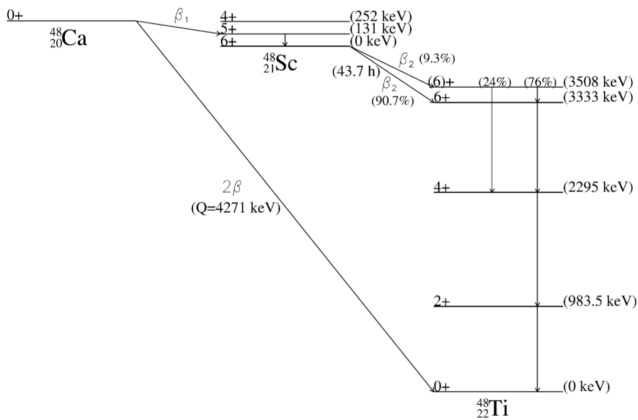 0+
48
20Ca
β1
4+ (252 keV)
5+ (131 keV)
6+ (0 keV)
48
21Sc
(43.7 h)
β2 (9.3%)
β2
(90.7%)
(6)+ (24%) (76%) (3508 keV)
6+ (3333 keV)
2β
(Q=4271 keV)
4+ (2295 keV)
2+ (983.5 keV)
0+ (0 keV)
48
22Ti